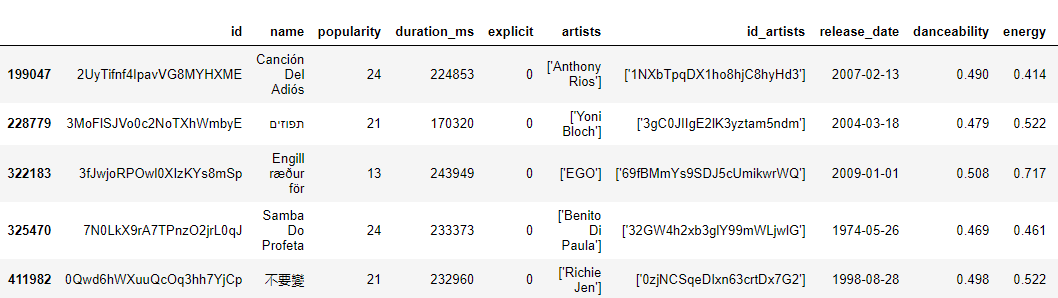 id name popularity duration_ms explicit artists id_artists release_date danceability energy
199047 2UyTifnf4IpavVG8MYHXME Canción Del Adiós 24 224853 0 ['Anthony Rios'] ['1NXbTpqDX1ho8hjC8hyHd3'] 2007-02-13 0.490 0.414
228779 3MoFISJVo0c2NoTXhWmbyE תפוזים 21 170320 0 ['Yoni Bloch'] ['3gC0JIIgE2IK3yztam5ndm'] 2004-03-18 0.479 0.522
322183 3fJwjoRPOwI0XIzKYs8mSp Engill ræður för 13 243949 0 ['EGO'] ['69fBMmYs9SDJ5cUmikwrWQ'] 2009-01-01 0.508 0.717
325470 7N0LkX9rA7TPnzO2jrL0qJ Samba Do Profeta 24 233373 0 ['Benito Di Paula'] ['32GW4h2xb3glY99mWLjwIG'] 1974-05-26 0.469 0.461
411982 0Qwd6hWXuuQcOq3hh7YjCp 不要變 21 232960 0 ['Richie Jen'] ['0zjNCSqeDIxn63crtDx7G2'] 1998-08-28 0.498 0.522